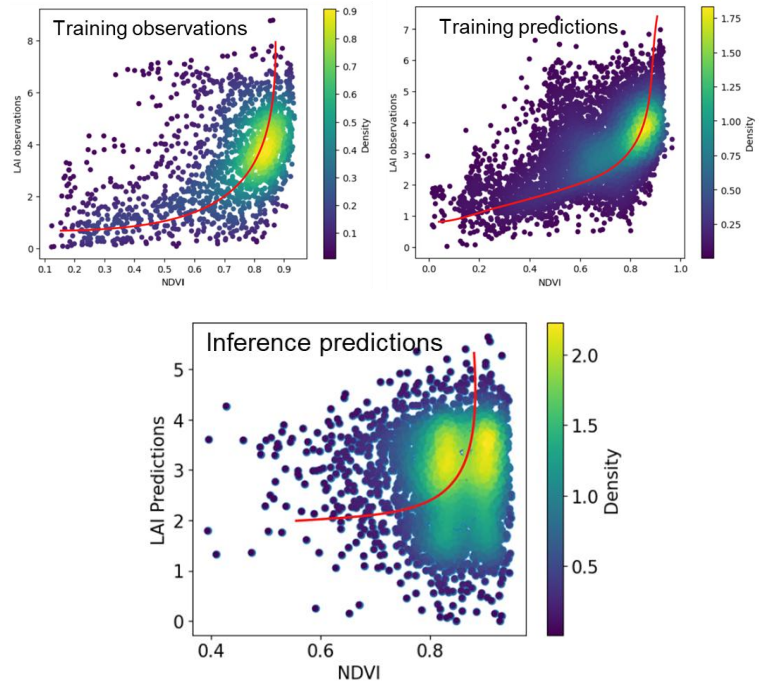 Training observations
8
6
4
2
0
LAI observations
0.1 0.2 0.3 0.4 0.5 0.6 0.7 0.8 0.9
NDVI
0.9
0.8
0.7
0.6
0.5
0.4
0.3
0.2
0.1
Density
Training predictions
7
6
5
4
3
2
1
0
LAI observations
0.0 0.2 0.4 0.6 0.8 1.0
NDVI
1.75
1.50
1.25
1.00
0.75
0.50
0.25
Density
Inference predictions
5
4
3
2
1
0
LAI Predictions
0.4 0.6 0.8
NDVI
2.0
1.5
1.0
0.5
Density